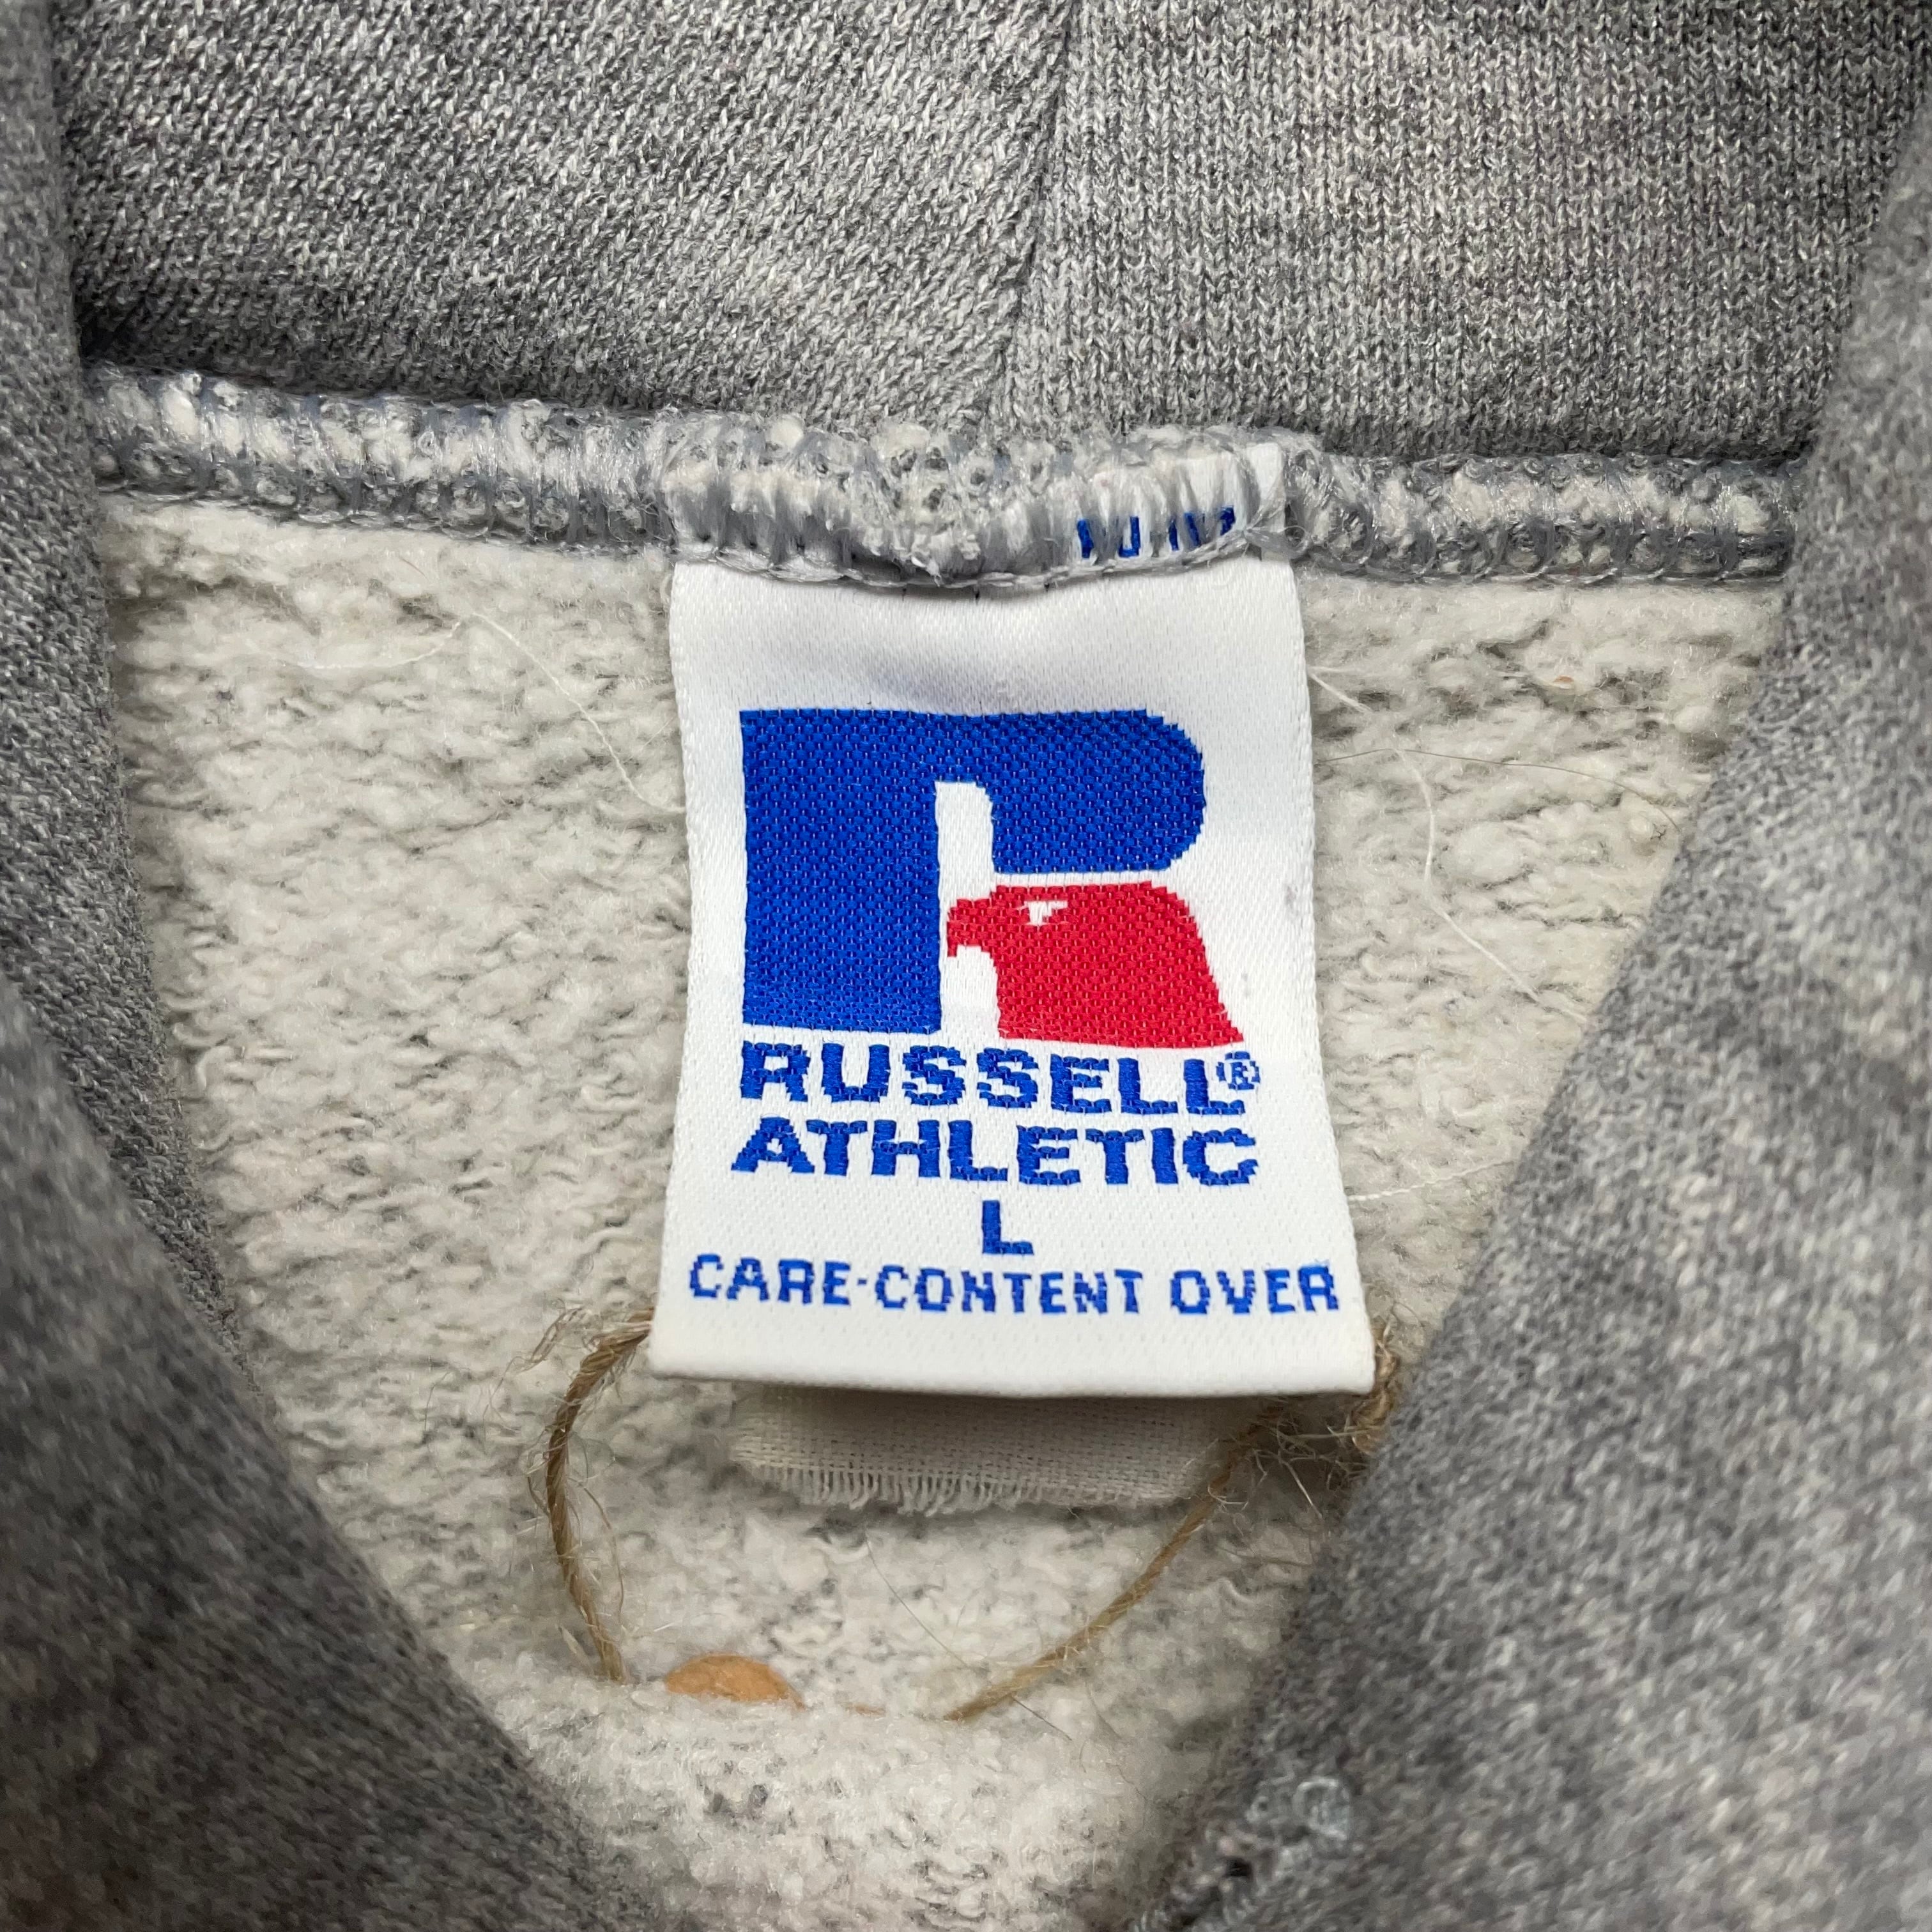 RUSSELL®
ATHLETIC
L
CARE-CONTENT OVER